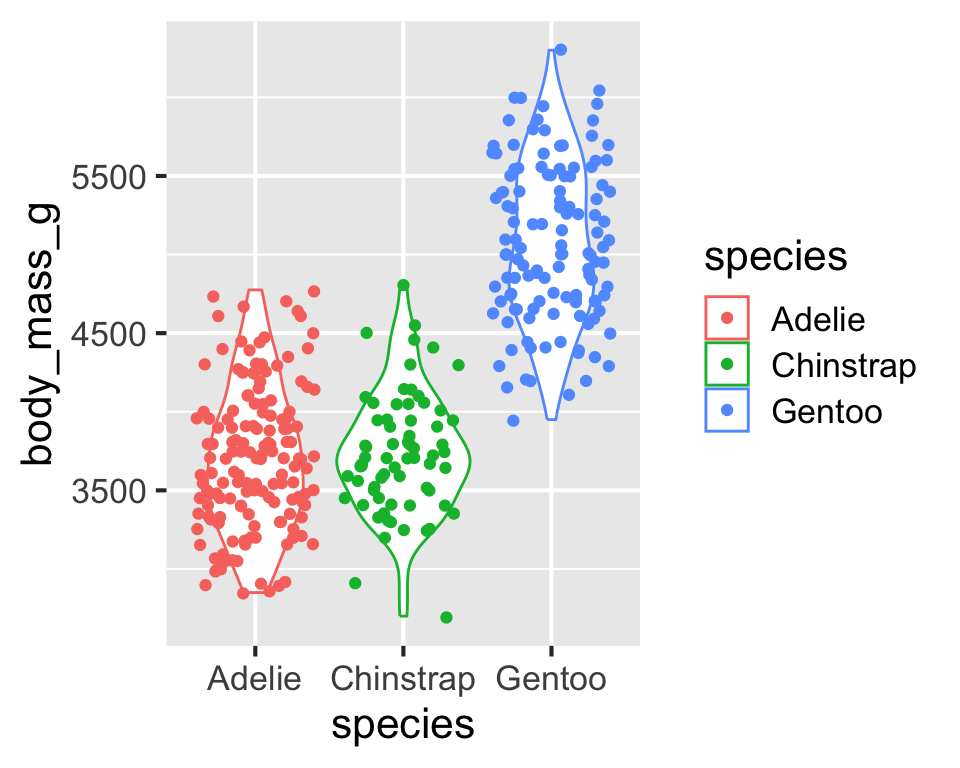 body_mass_g
5500
4500
3500
Adelie Chinstrap Gentoo
species
species
Adelie
Chinstrap
Gentoo